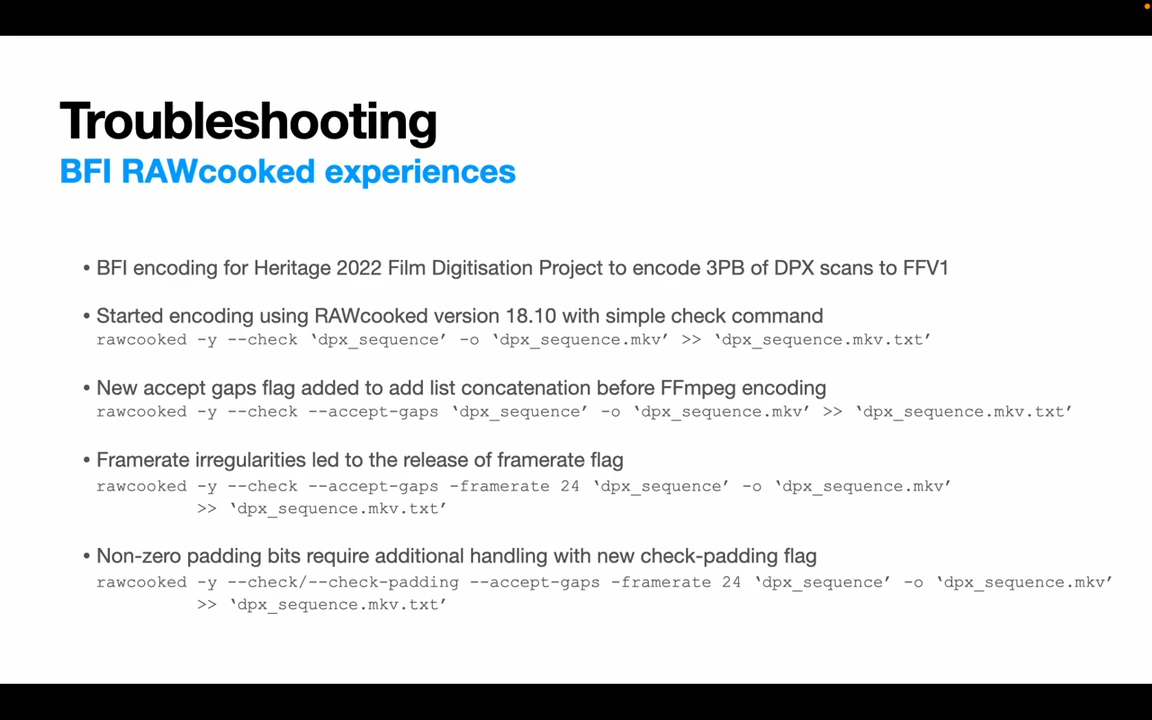 Troubleshooting
BFI RAWcooked experiences
• BFI encoding for Heritage 2022 Film Digitisation Project to encode 3PB of DPX scans to FFV1
• Started encoding using RAWcooked version 18.10 with simple check command
rawcooked -y --check ‘dpx_sequence’ -o ‘dpx_sequence.mkv’ >> ‘dpx_sequence.mkv.txt’
• New accept gaps flag added to add list concatenation before FFmpeg encoding
rawcooked -y --check --accept-gaps ‘dpx_sequence’ -o ‘dpx_sequence.mkv’ >> ‘dpx_sequence.mkv.txt’
• Framerate irregularities led to the release of framerate flag
rawcooked -y --check --accept-gaps -framerate 24 ‘dpx_sequence’ -o ‘dpx_sequence.mkv’
>> ‘dpx_sequence.mkv.txt’
• Non-zero padding bits require additional handling with new check-padding flag
rawcooked -y --check/--check-padding --accept-gaps -framerate 24 ‘dpx_sequence’ -o ‘dpx_sequence.mkv’
>> ‘dpx_sequence.mkv.txt’